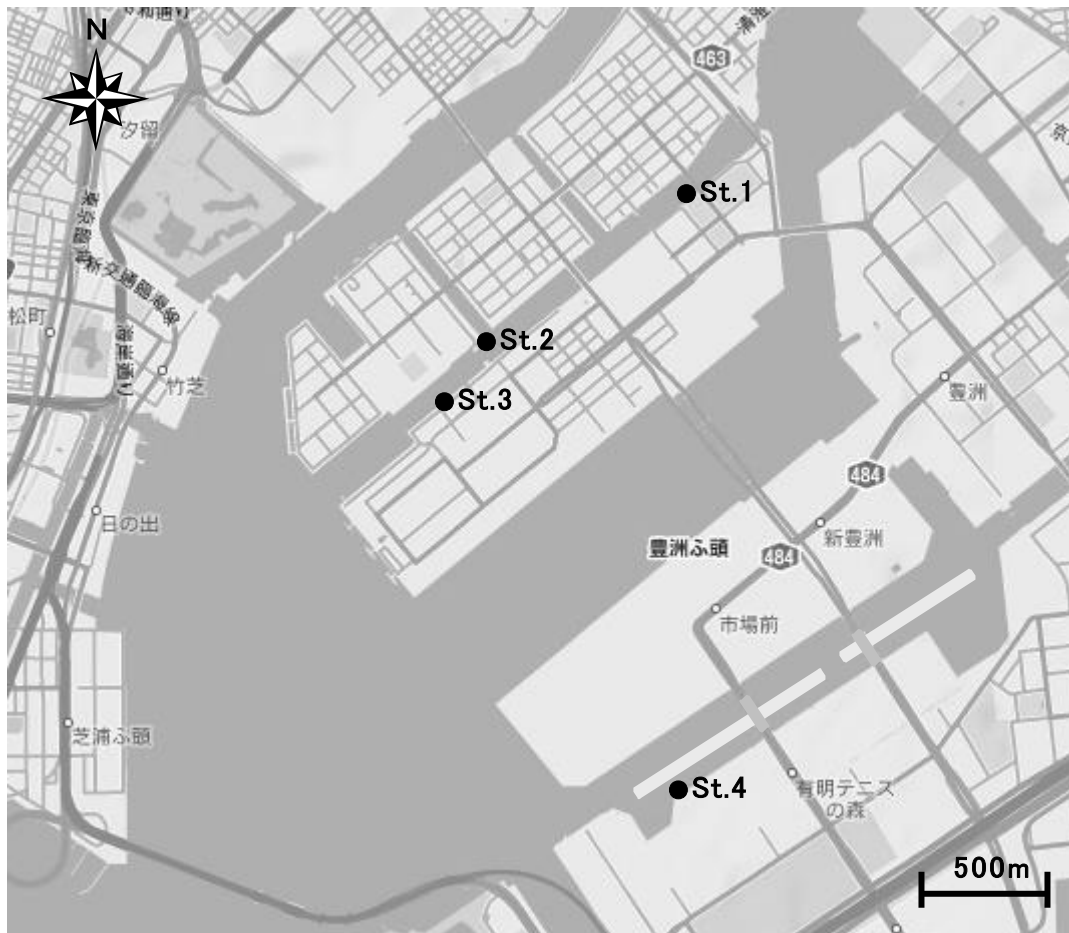 N
463
汐留
St.1
松町
竹芝
St.2
St.3
豊洲
484
日の出
新豊洲
豊洲ふ頭
484
市場前
芝浦ふ頭
St.4
有明テニス
の森
500m